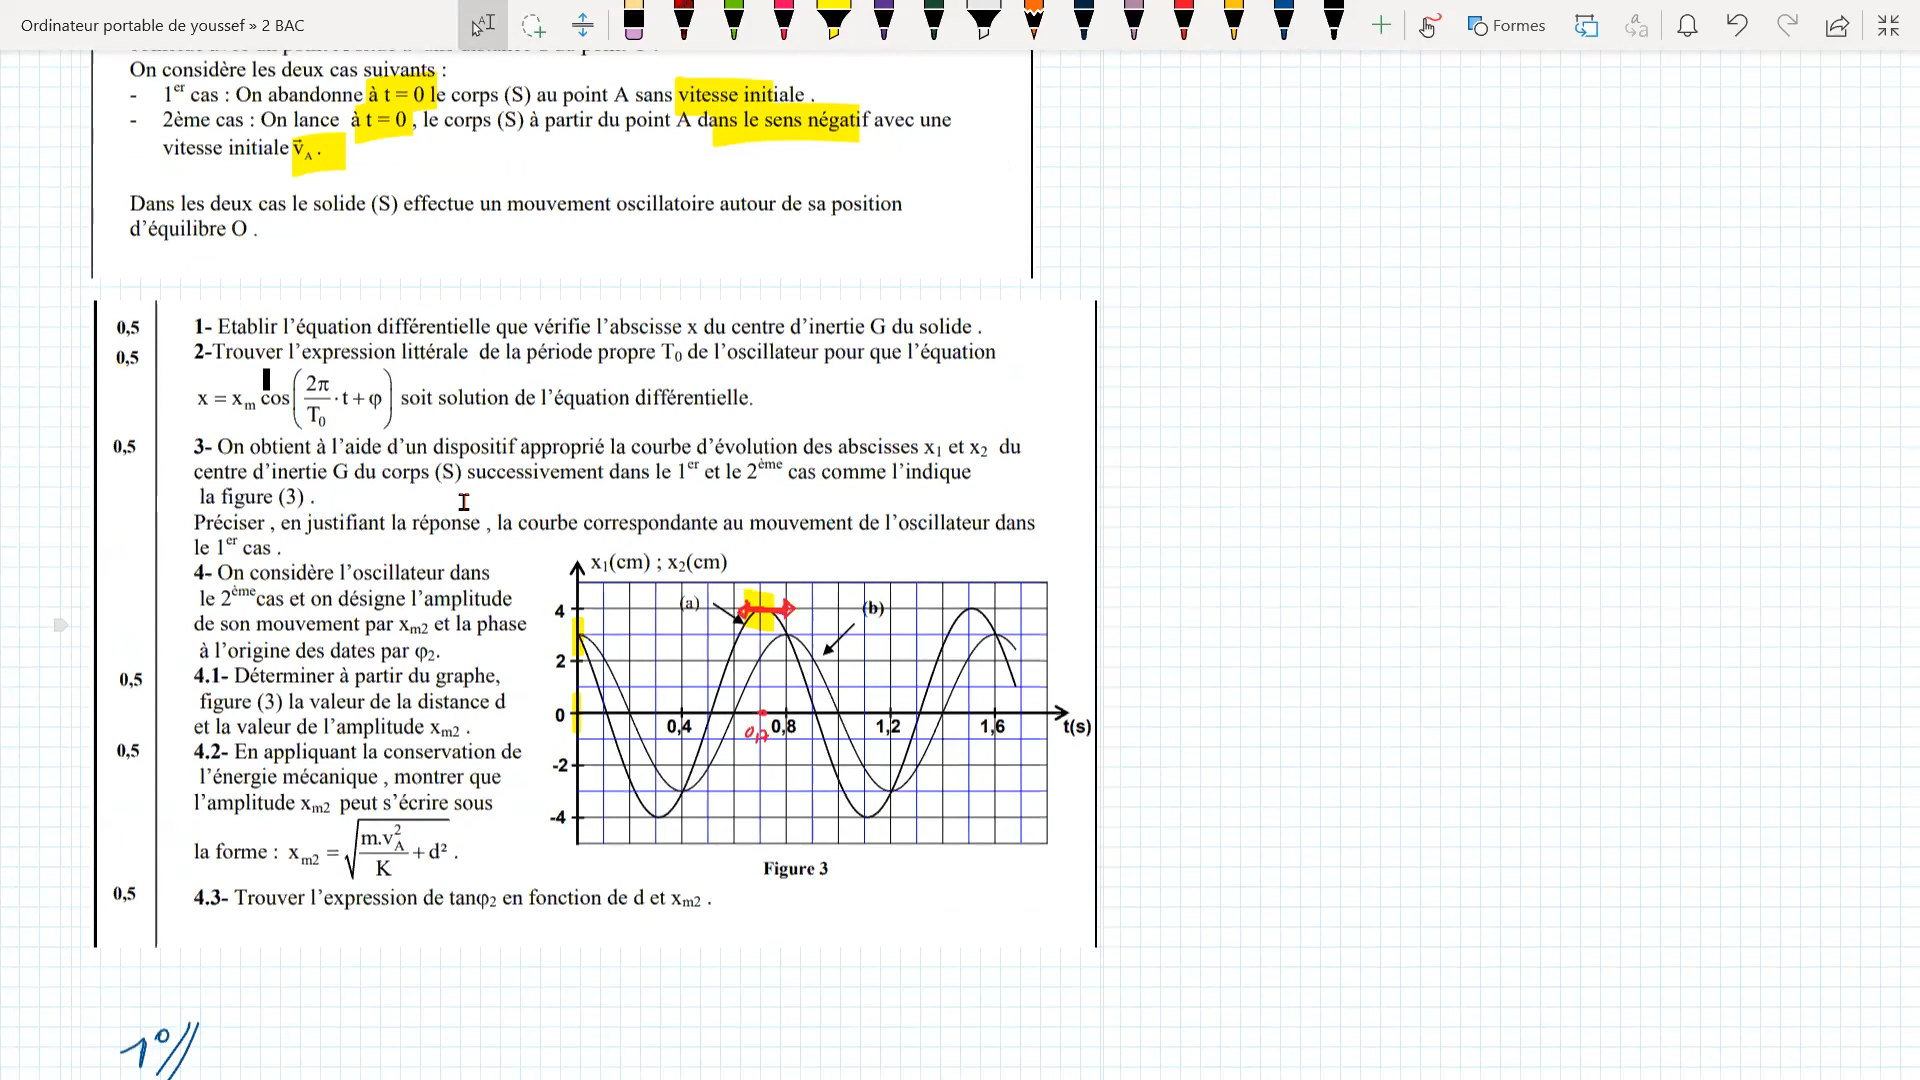 Ordinateur portable de youssef » 2 BAC
Formes
On considère les deux cas suivants :
- 1er cas : On abandonne à t = 0 le corps (S) au point A sans vitesse initiale .
- 2ème cas : On lance à t = 0 , le corps (S) à partir du point A dans le sens négatif avec une
vitesse initiale v⃗A .
Dans les deux cas le solide (S) effectue un mouvement oscillatoire autour de sa position
d’équilibre O .
0,5 1- Etablir l’équation différentielle que vérifie l’abscisse x du centre d’inertie G du solide .
0,5 2-Trouver l’expression littérale de la période propre T0 de l’oscillateur pour que l’équation
x = xm cos(2π/T0 · t + φ) soit solution de l’équation différentielle.
0,5 3- On obtient à l’aide d’un dispositif approprié la courbe d’évolution des abscisses x1 et x2 du
centre d’inertie G du corps (S) successivement dans le 1er et le 2ème cas comme l’indique
la figure (3) .
Préciser , en justifiant la réponse , la courbe correspondante au mouvement de l’oscillateur dans
le 1er cas .
4- On considère l’oscillateur dans
le 2ème cas et on désigne l’amplitude
de son mouvement par xm2 et la phase
à l’origine des dates par φ2.
0,5 4.1- Déterminer à partir du graphe,
figure (3) la valeur de la distance d
et la valeur de l’amplitude xm2 .
0,5 4.2- En appliquant la conservation de
l’énergie mécanique , montrer que
l’amplitude xm2 peut s’écrire sous
la forme : xm2 = √(m.vA²/K + d²) .
x1(cm) ; x2(cm)
(a)
(b)
4
2
0
-2
-4
0,4
0,7
0,8
1,2
1,6
t(s)
Figure 3
0,5 4.3- Trouver l’expression de tanφ2 en fonction de d et xm2 .
1°//